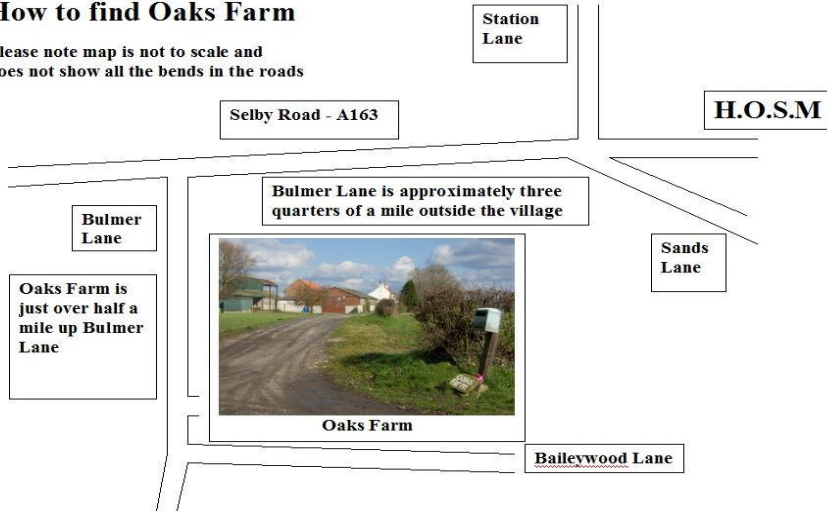 How to find Oaks Farm
lease note map is not to scale and
oes not show all the bends in the roads
Station
Lane
H.O.S.M
Selby Road - A163
Bulmer Lane is approximately three
quarters of a mile outside the village
Bulmer
Lane
Sands
Lane
Oaks Farm is
just over half a
mile up Bulmer
Lane
Oaks Farm
Baileywood Lane